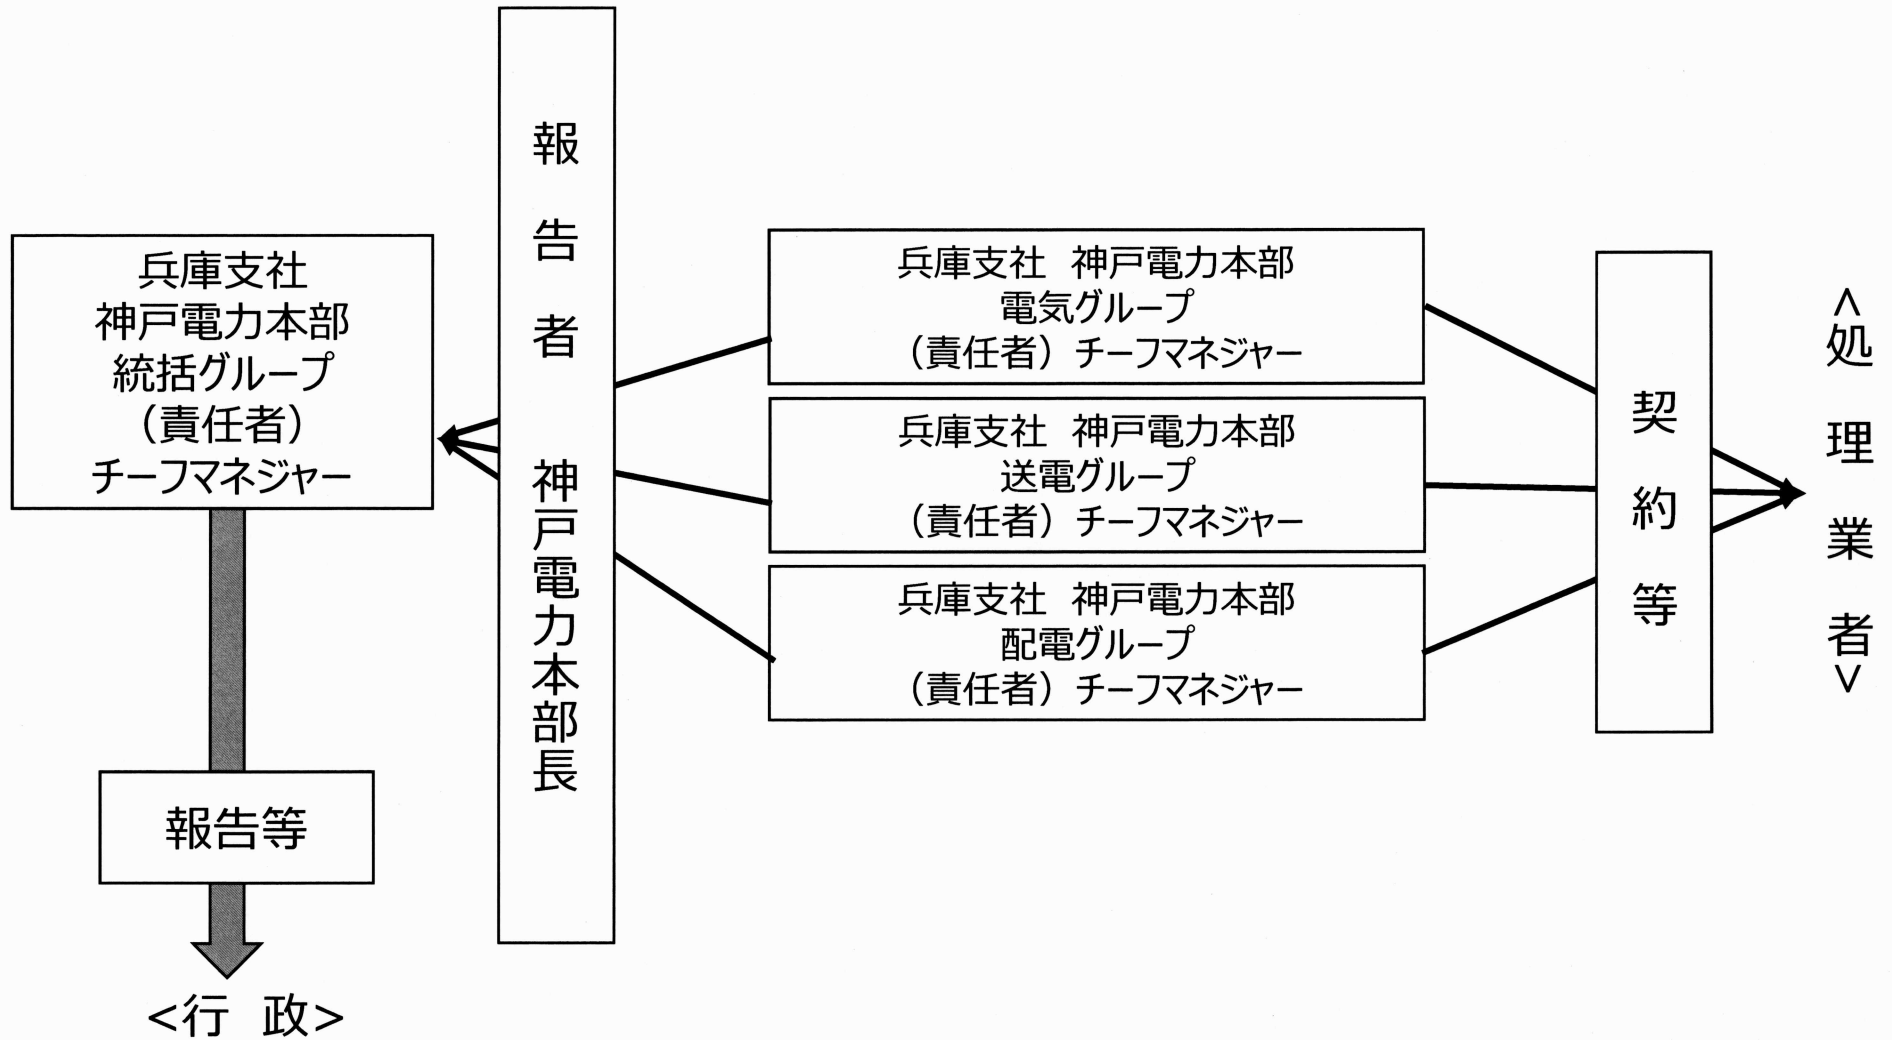 兵庫支社
神戸電力本部
統括グループ
（責任者）
チーフマネジャー
報告等
<行 政>
報告者 神戸電力本部長
兵庫支社 神戸電力本部
電気グループ
（責任者）チーフマネジャー
兵庫支社 神戸電力本部
送電グループ
（責任者）チーフマネジャー
兵庫支社 神戸電力本部
配電グループ
（責任者）チーフマネジャー
契約等
<処理業者>